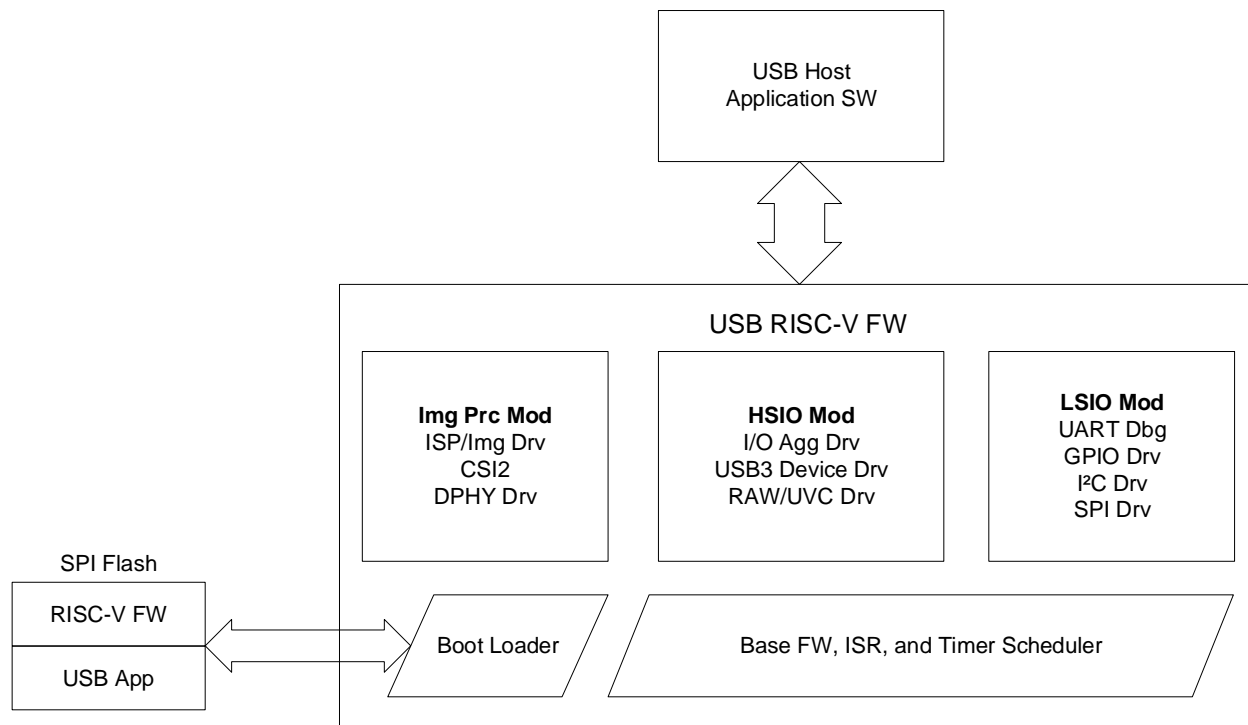 USB Host
Application SW
USB RISC-V FW
Img Prc Mod
ISP/Img Drv
CSI2
DPHY Drv
HSIO Mod
I/O Agg Drv
USB3 Device Drv
RAW/UVC Drv
LSIO Mod
UART Dbg
GPIO Drv
I²C Drv
SPI Drv
SPI Flash
RISC-V FW
USB App
Boot Loader
Base FW, ISR, and Timer Scheduler